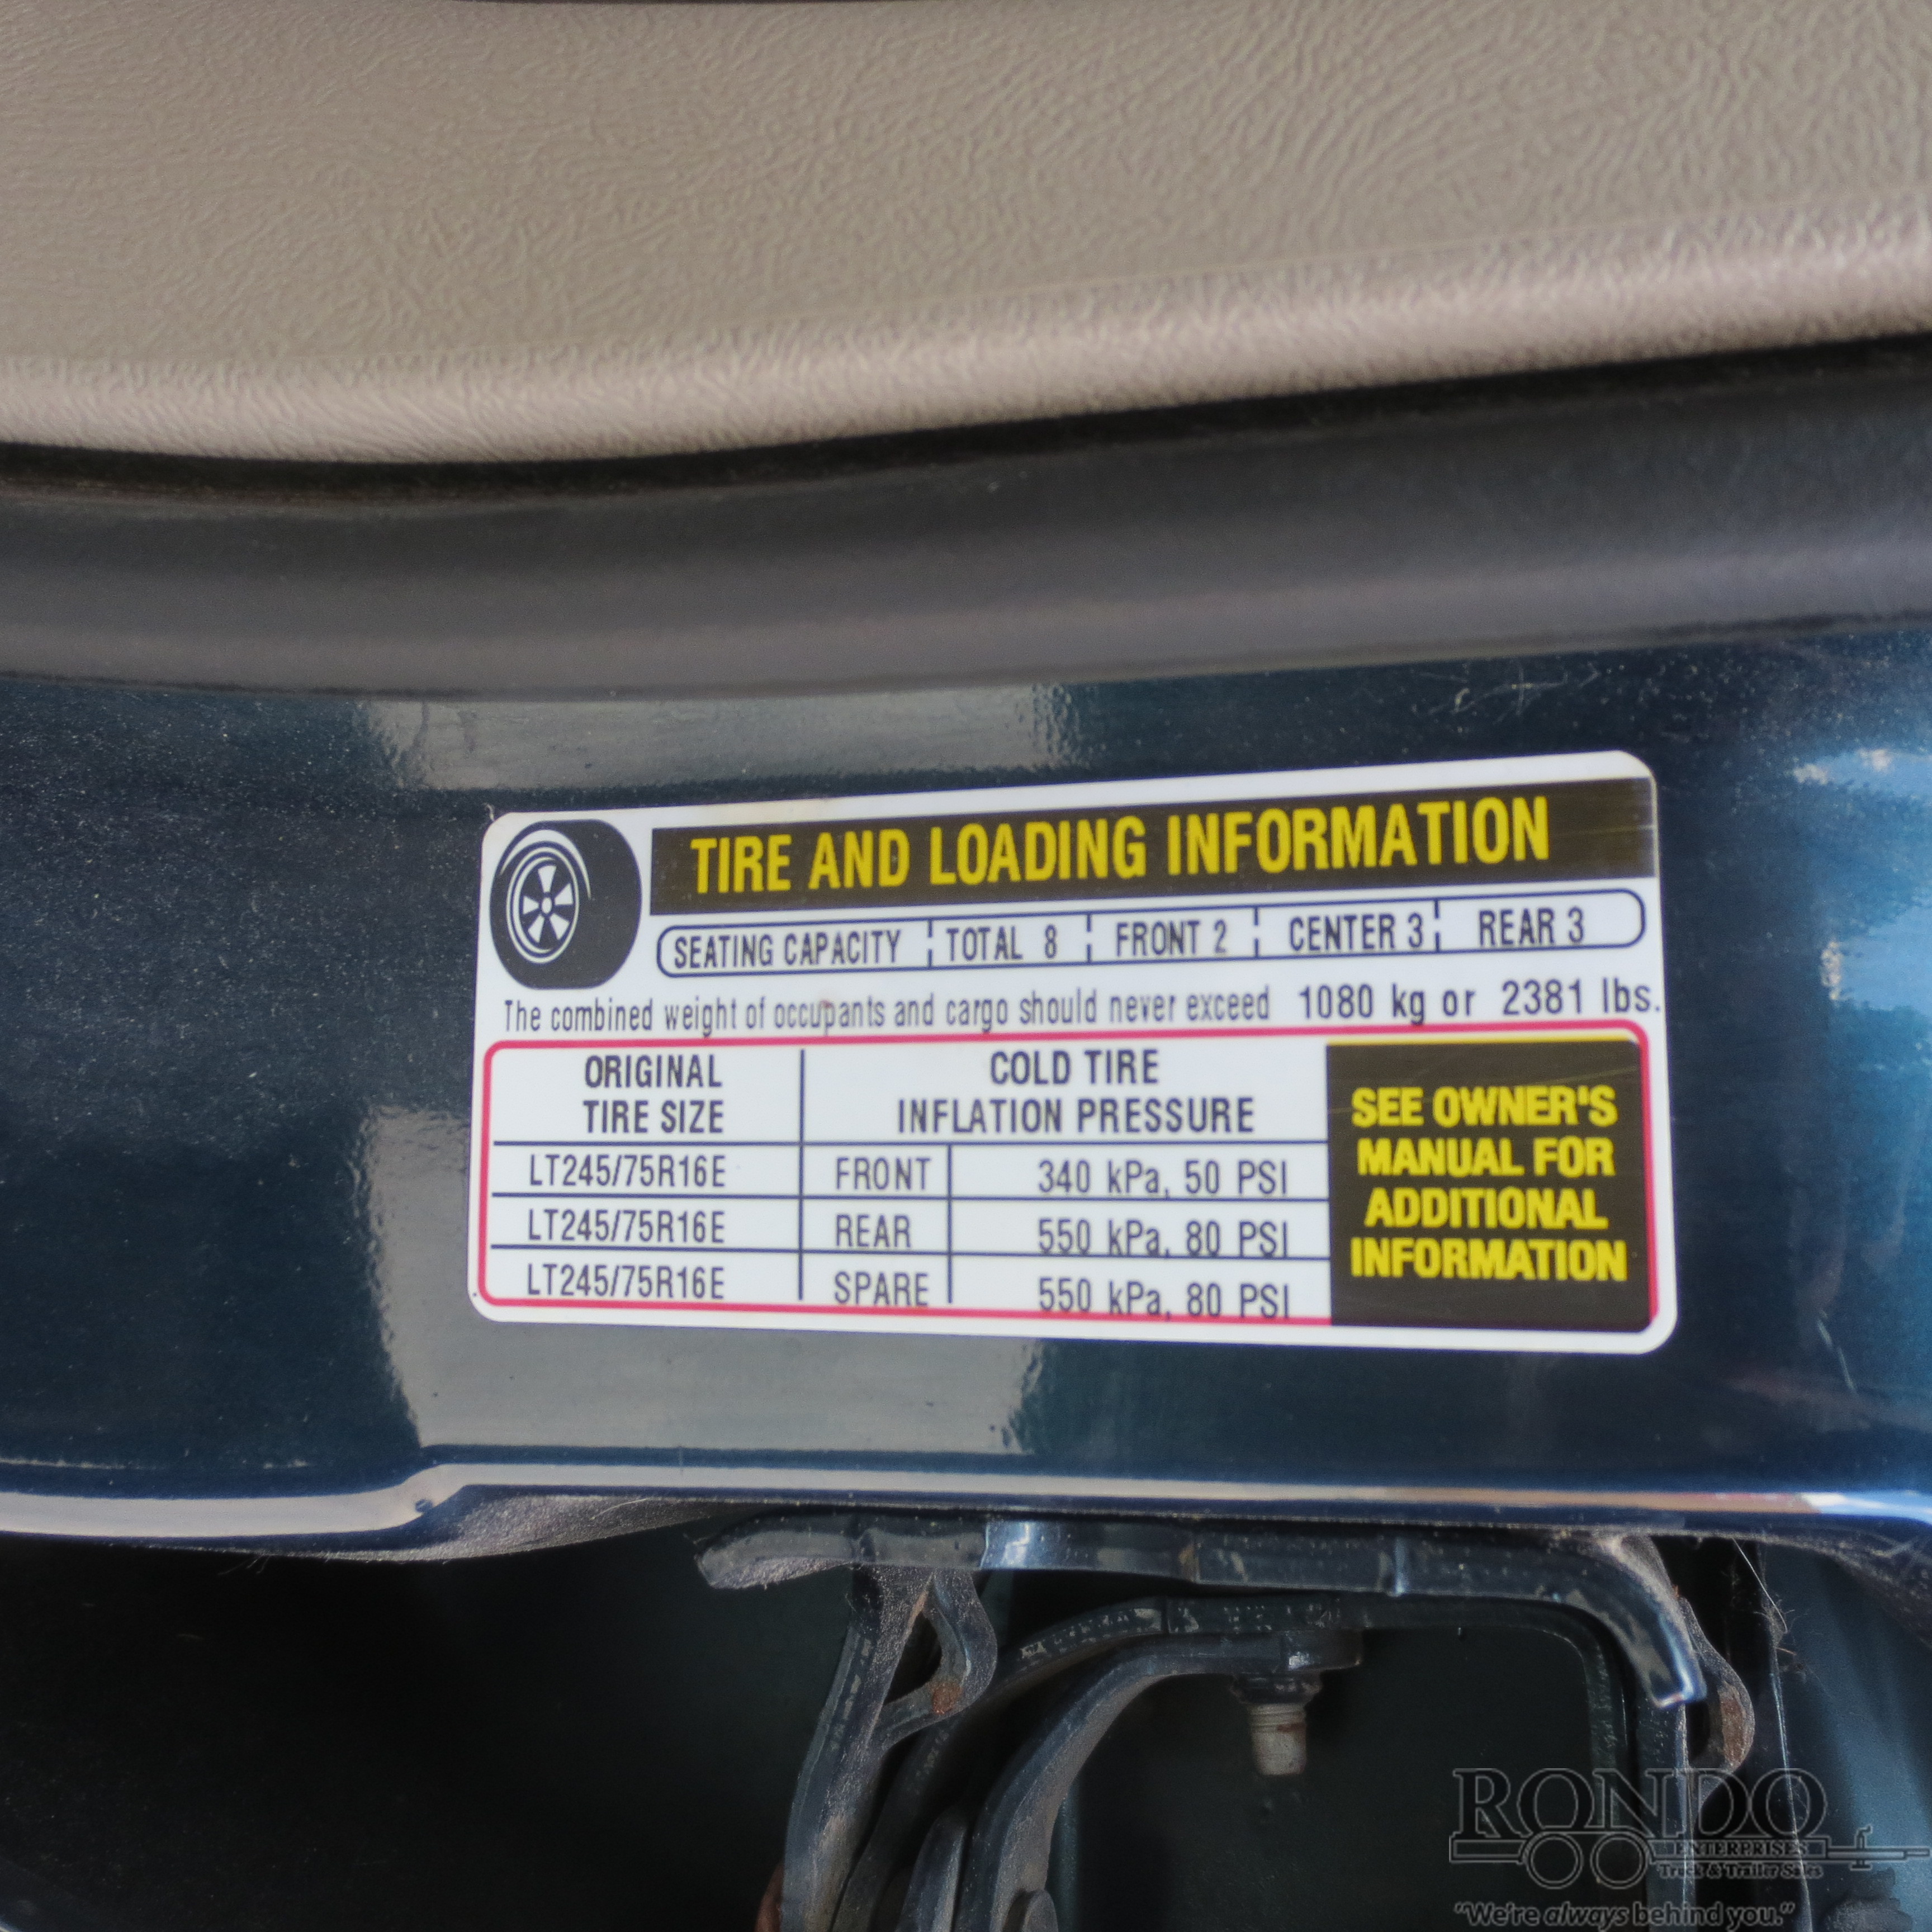 TIRE AND LOADING INFORMATION
SEATING CAPACITY TOTAL 8 FRONT 2 CENTER 3 REAR 3
The combined weight of occupants and cargo should never exceed 1080 kg or 2381 lbs.
ORIGINAL
TIRE SIZE
COLD TIRE
INFLATION PRESSURE
LT245/75R16E FRONT 340 kPa, 50 PSI
LT245/75R16E REAR 550 kPa, 80 PSI
LT245/75R16E SPARE 550 kPa, 80 PSI
SEE OWNER'S
MANUAL FOR
ADDITIONAL
INFORMATION
RONDO
ENTERPRISES
Truck & Trailer Sales
"We're always behind you."